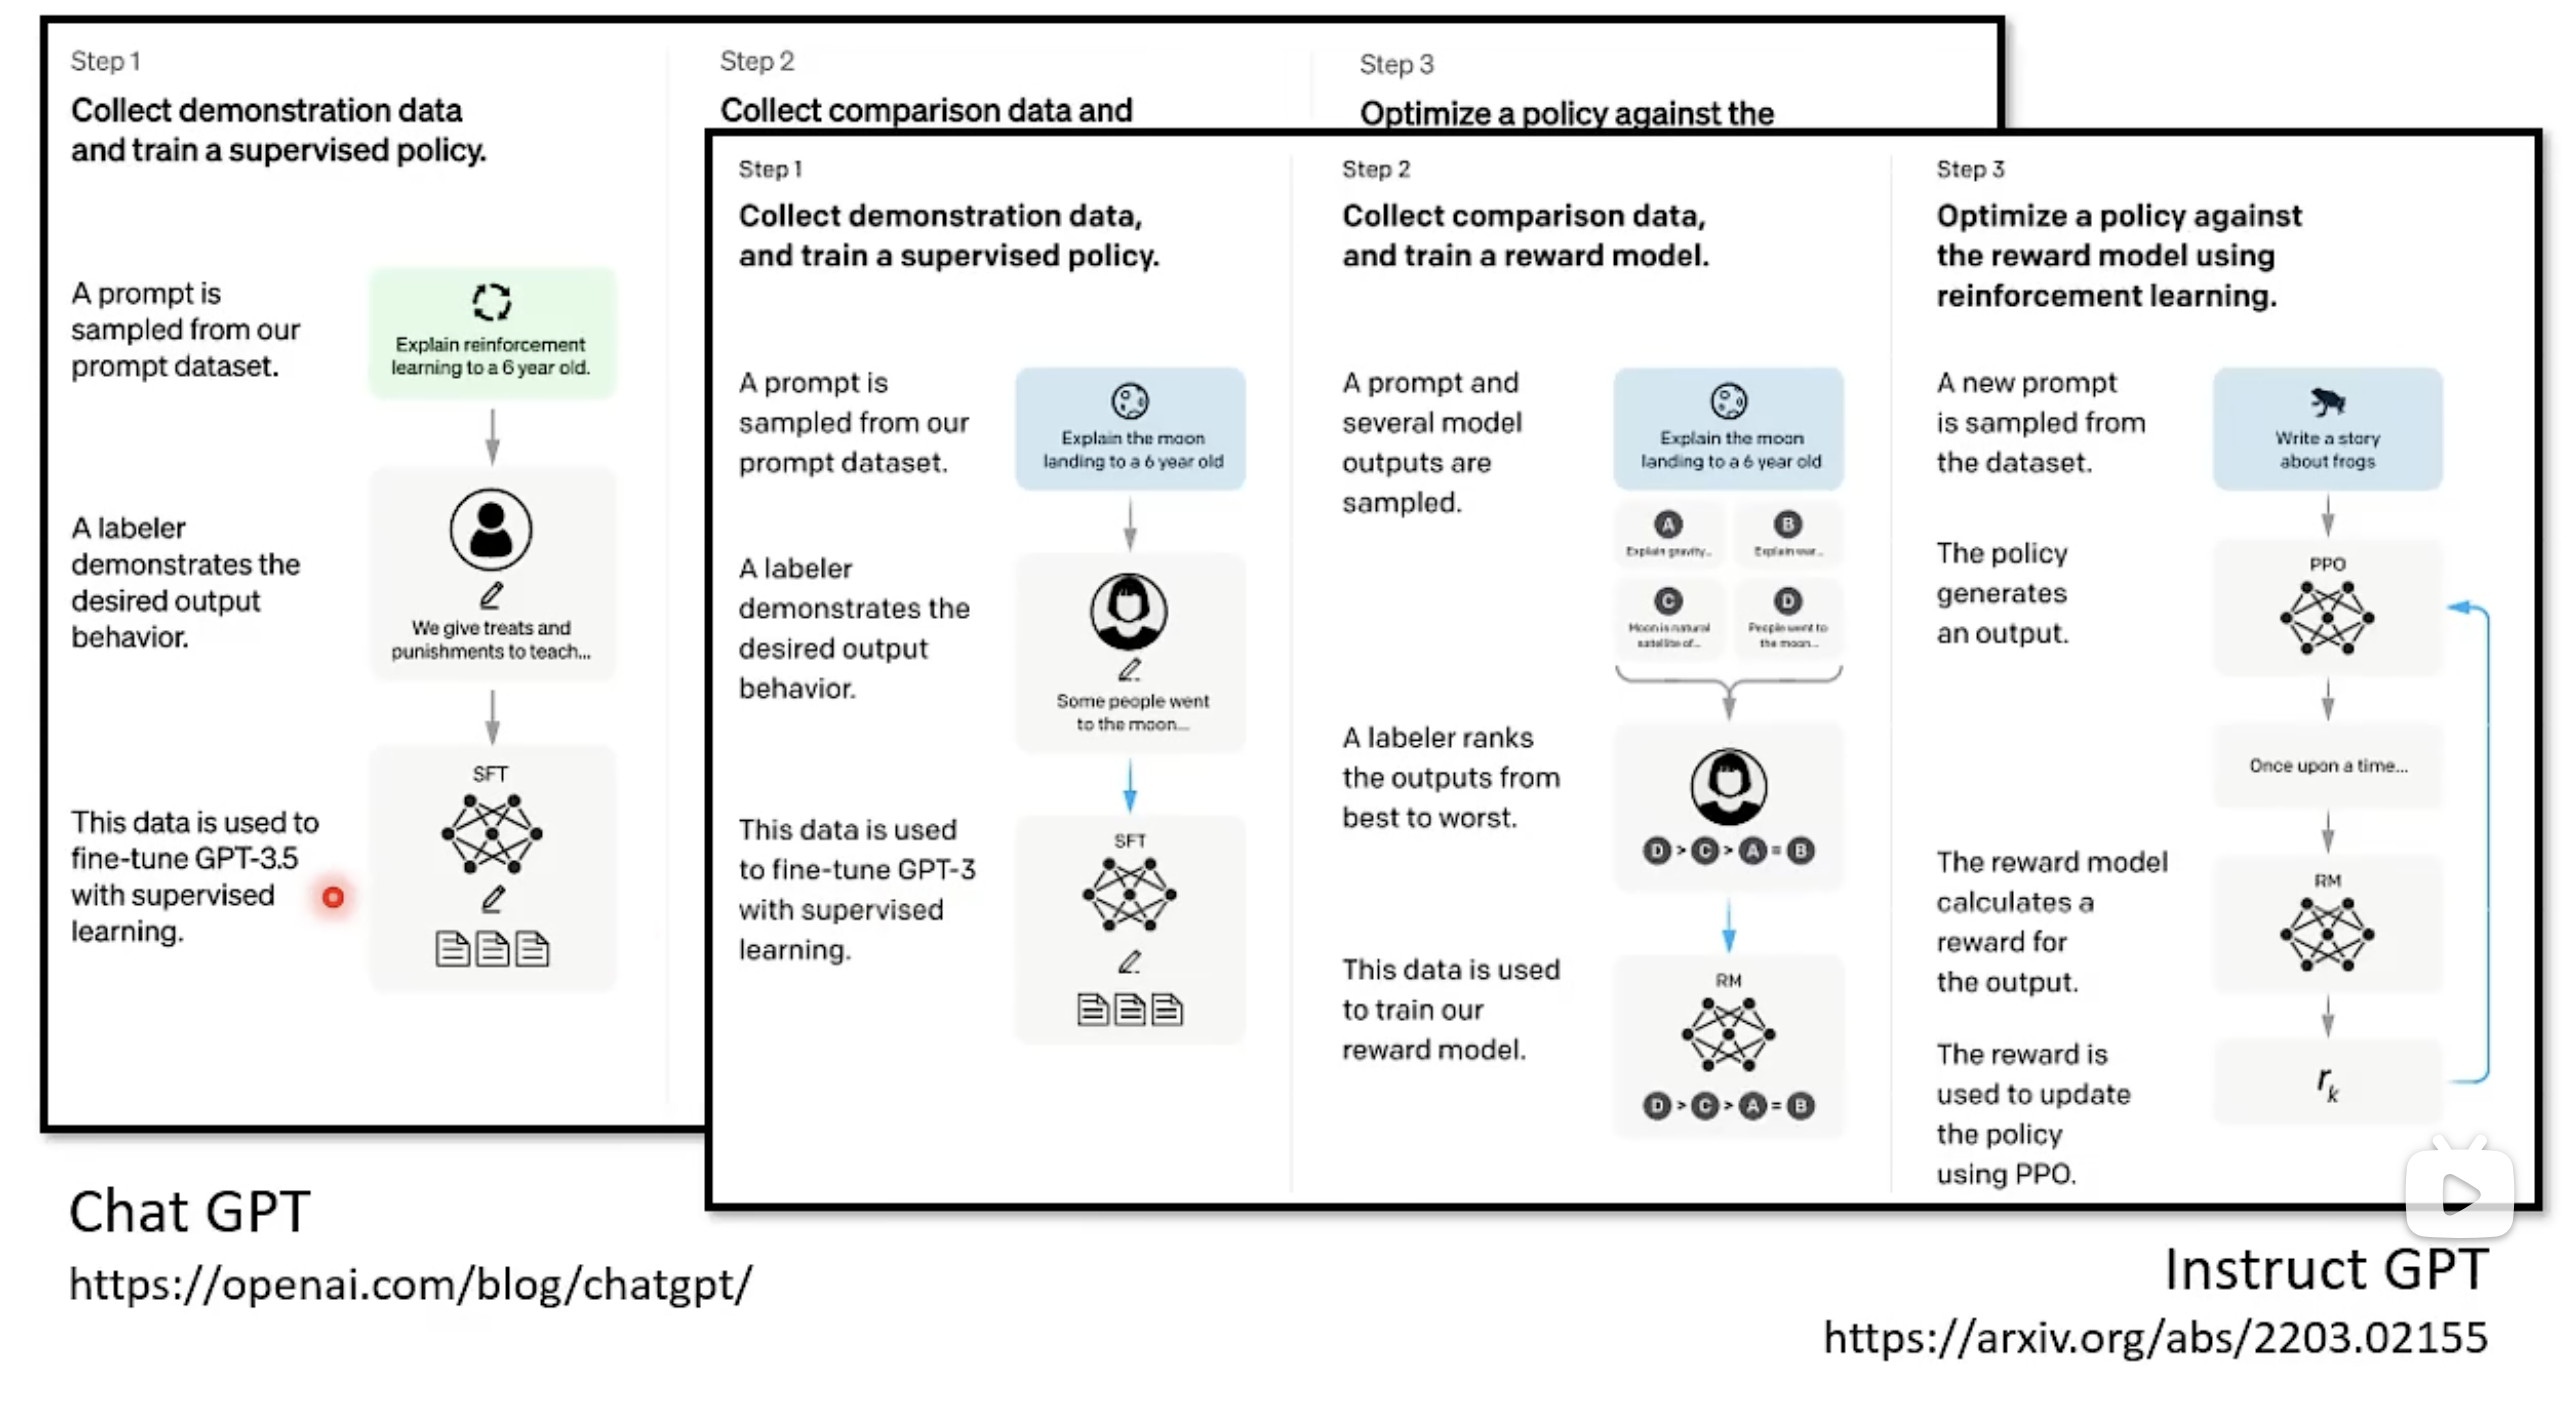 Step 1
Collect demonstration data
and train a supervised policy.
A prompt is
sampled from our
prompt dataset.
Explain reinforcement
learning to a 6 year old.
A labeler
demonstrates the
desired output
behavior.
We give treats and
punishments to teach...
This data is used to
fine-tune GPT-3.5
with supervised
learning.
SFT
Step 2
Collect comparison data and
Step 3
Optimize a policy against the
Step 1
Collect demonstration data,
and train a supervised policy.
A prompt is
sampled from our
prompt dataset.
Explain the moon
landing to a 6 year old
A labeler
demonstrates the
desired output
behavior.
Some people went
to the moon...
This data is used
to fine-tune GPT-3
with supervised
learning.
SFT
Step 2
Collect comparison data,
and train a reward model.
A prompt and
several model
outputs are
sampled.
Explain the moon
landing to a 6 year old
A
Explain gravity...
B
Explain war...
C
Moon is natural
satellite of...
D
People went to
the moon...
A labeler ranks
the outputs from
best to worst.
D > C > A = B
This data is used
to train our
reward model.
RM
D > C > A = B
Step 3
Optimize a policy against
the reward model using
reinforcement learning.
A new prompt
is sampled from
the dataset.
Write a story
about frogs
The policy
generates
an output.
PPO
Once upon a time...
The reward model
calculates a
reward for
the output.
RM
The reward is
used to update
the policy
using PPO.
rk
Chat GPT
https://openai.com/blog/chatgpt/
Instruct GPT
https://arxiv.org/abs/2203.02155